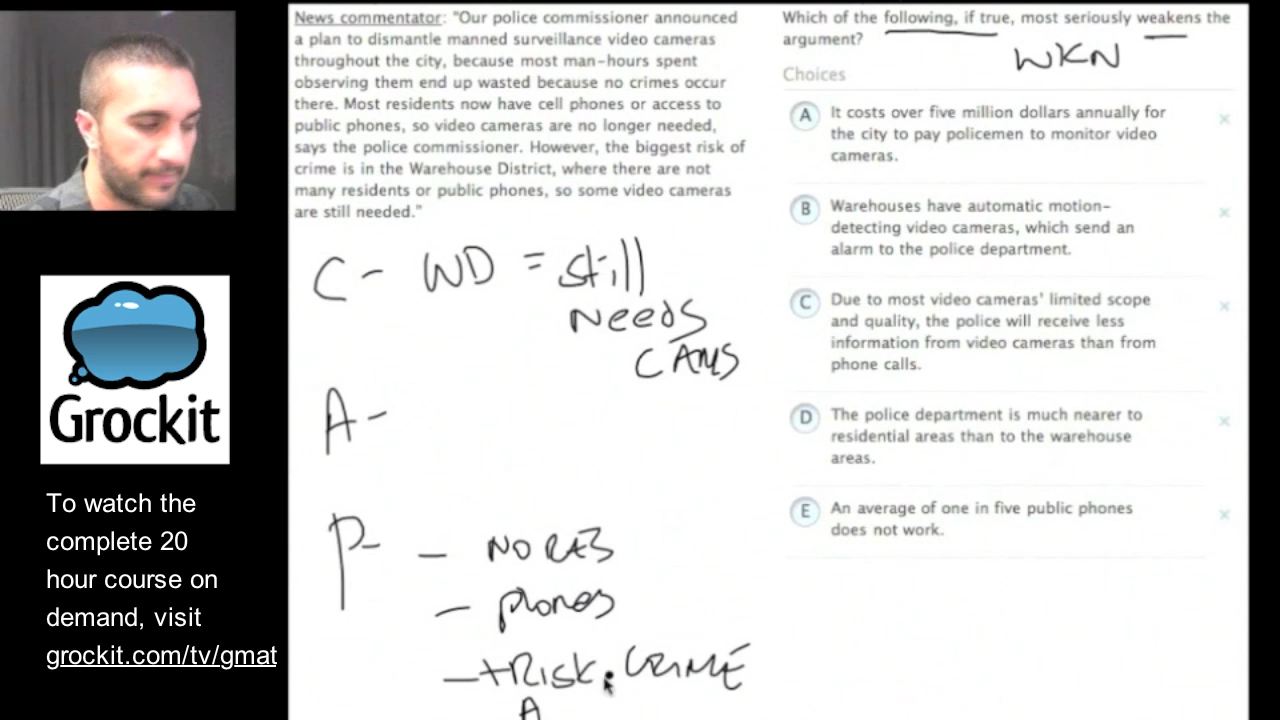 News commentator: "Our police commissioner announced
a plan to dismantle manned surveillance video cameras
throughout the city, because most man-hours spent
observing them end up wasted because no crimes occur
there. Most residents now have cell phones or access to
public phones, so video cameras are no longer needed,
says the police commissioner. However, the biggest risk of
crime is in the Warehouse District, where there are not
many residents or public phones, so some video cameras
are still needed."
C - WD = still
NeeDS
CAMS
A -
P - - NO RES
- phones
- + RISK CRIME
A
Which of the following, if true, most seriously weakens the
argument?
WKN
Choices
A It costs over five million dollars annually for
the city to pay policemen to monitor video
cameras.
B Warehouses have automatic motion-
detecting video cameras, which send an
alarm to the police department.
C Due to most video cameras' limited scope
and quality, the police will receive less
information from video cameras than from
phone calls.
D The police department is much nearer to
residential areas than to the warehouse
areas.
E An average of one in five public phones
does not work.
Grockit
To watch the
complete 20
hour course on
demand, visit
grockit.com/tv/gmat